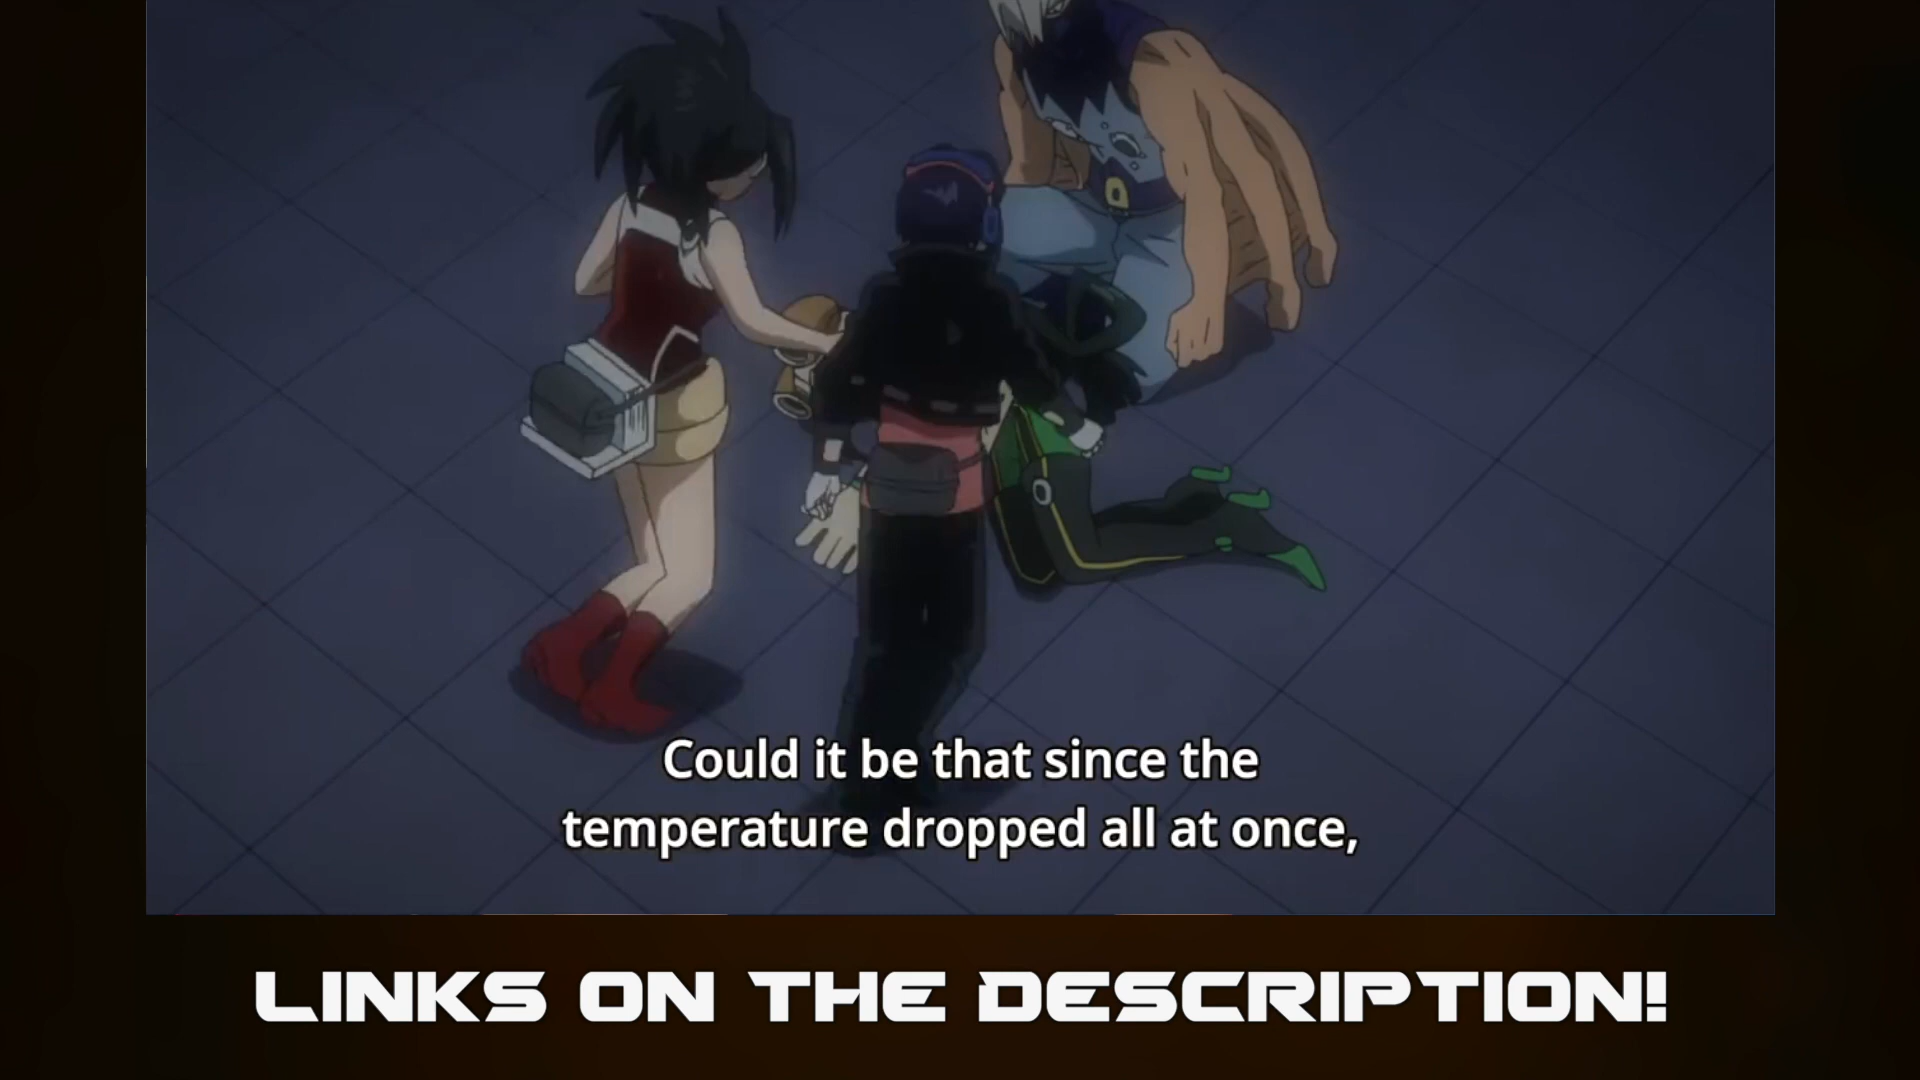 Could it be that since the
temperature dropped all at once,
LINKS ON THE DESCRIPTION!